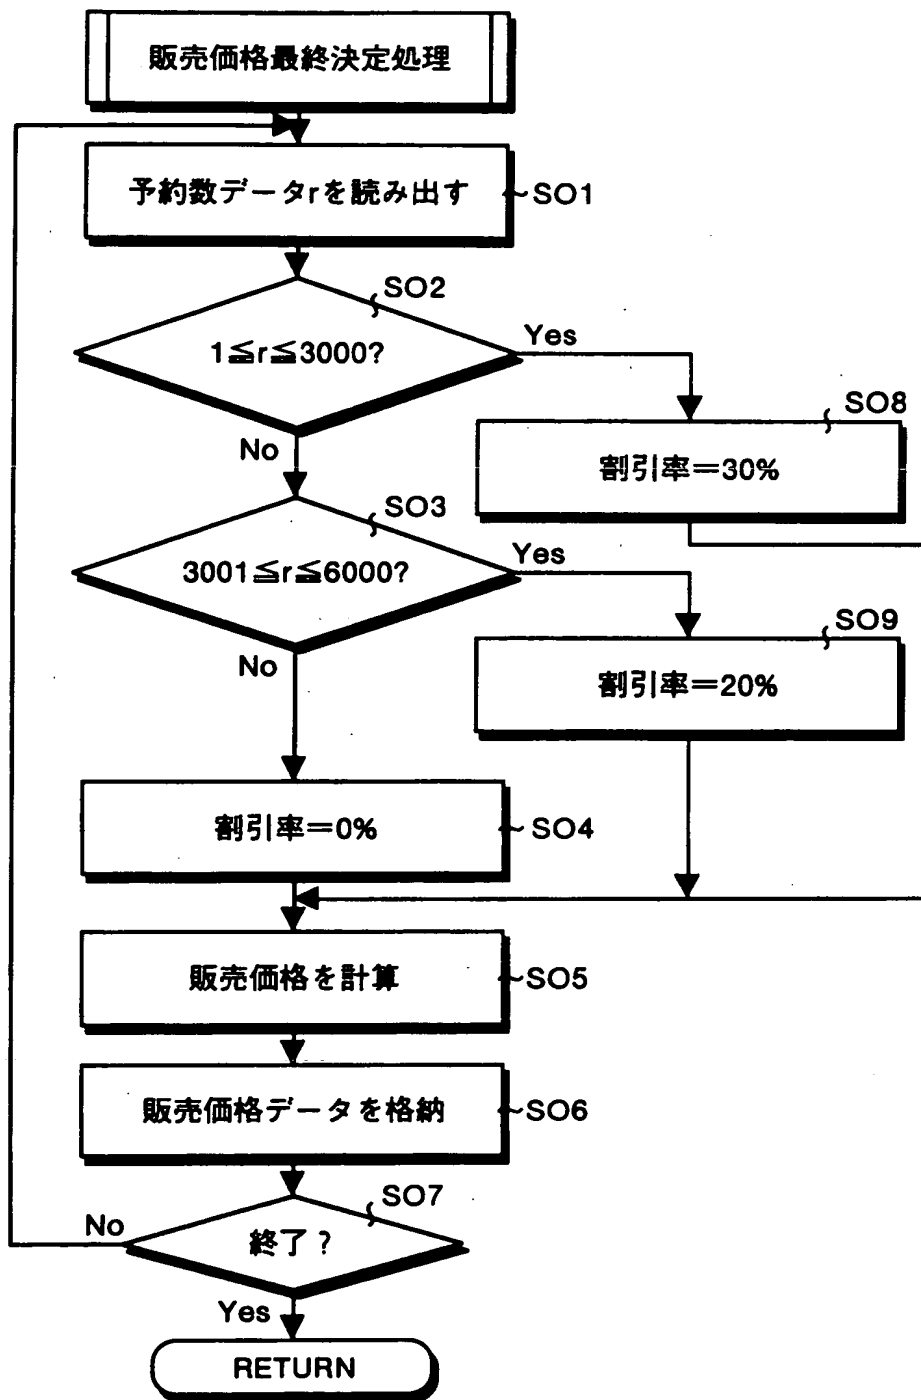 販売価格最終決定処理
予約数データrを読み出す
SO1
SO2
1≦r≦3000?
Yes
No
SO8
割引率＝30%
SO3
3001≦r≦6000?
Yes
No
SO9
割引率＝20%
割引率＝0%
SO4
販売価格を計算
SO5
販売価格データを格納
SO6
SO7
終了？
No
Yes
RETURN